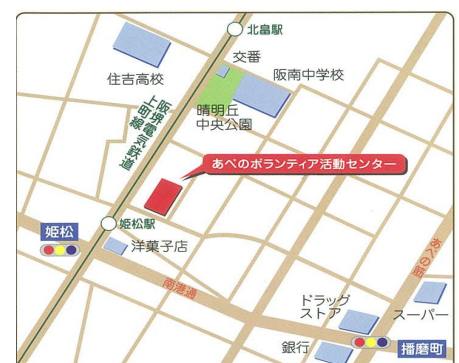 北畠駅
交番
住吉高校
阪南中学校
晴明丘
中央公園
阪堺電気鉄道
上町線
あべのボランティア活動センター
姫松駅
姫松
洋菓子店
あべの筋
南港通
ドラッグ
ストア
スーパー
銀行
播磨町